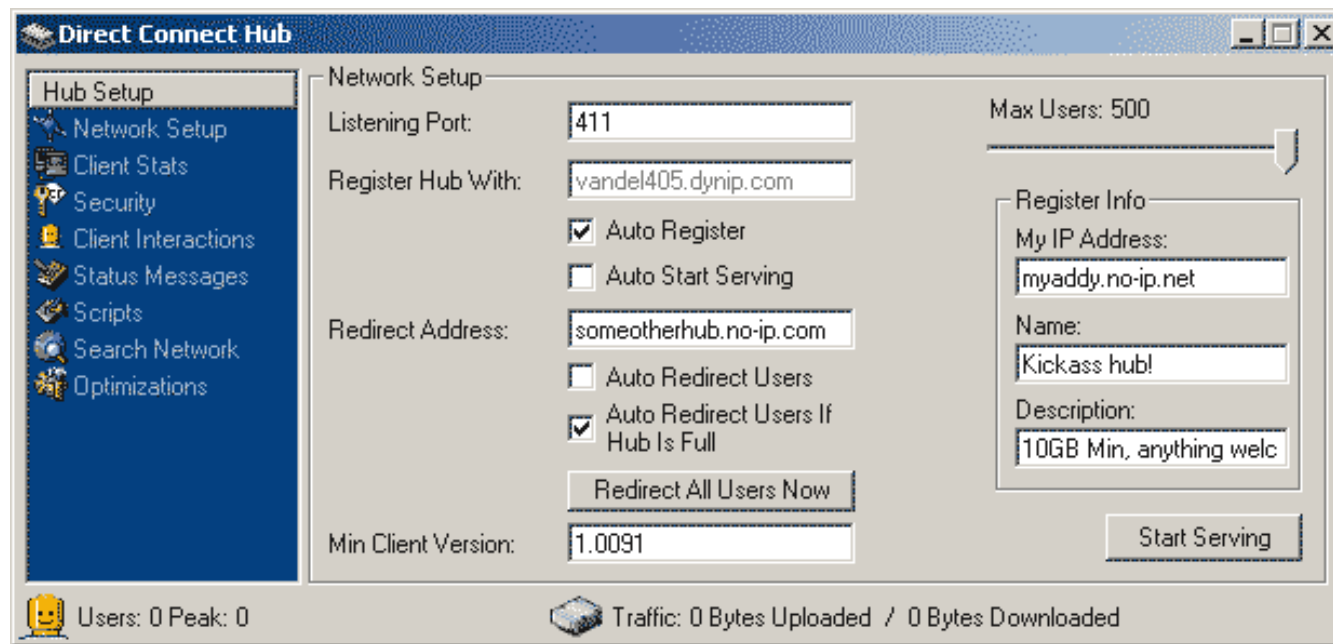 Direct Connect Hub
Hub Setup
Network Setup
Client Stats
Security
Client Interactions
Status Messages
Scripts
Search Network
Optimizations
Network Setup
Listening Port: 411
Register Hub With: vandel405.dynip.com
Auto Register
Auto Start Serving
Redirect Address: someotherhub.no-ip.com
Auto Redirect Users
Auto Redirect Users If
Hub Is Full
Redirect All Users Now
Min Client Version: 1.0091
Max Users: 500
Register Info
My IP Address:
myaddy.no-ip.net
Name:
Kickass hub!
Description:
10GB Min, anything welc
Start Serving
Users: 0 Peak: 0
Traffic: 0 Bytes Uploaded / 0 Bytes Downloaded